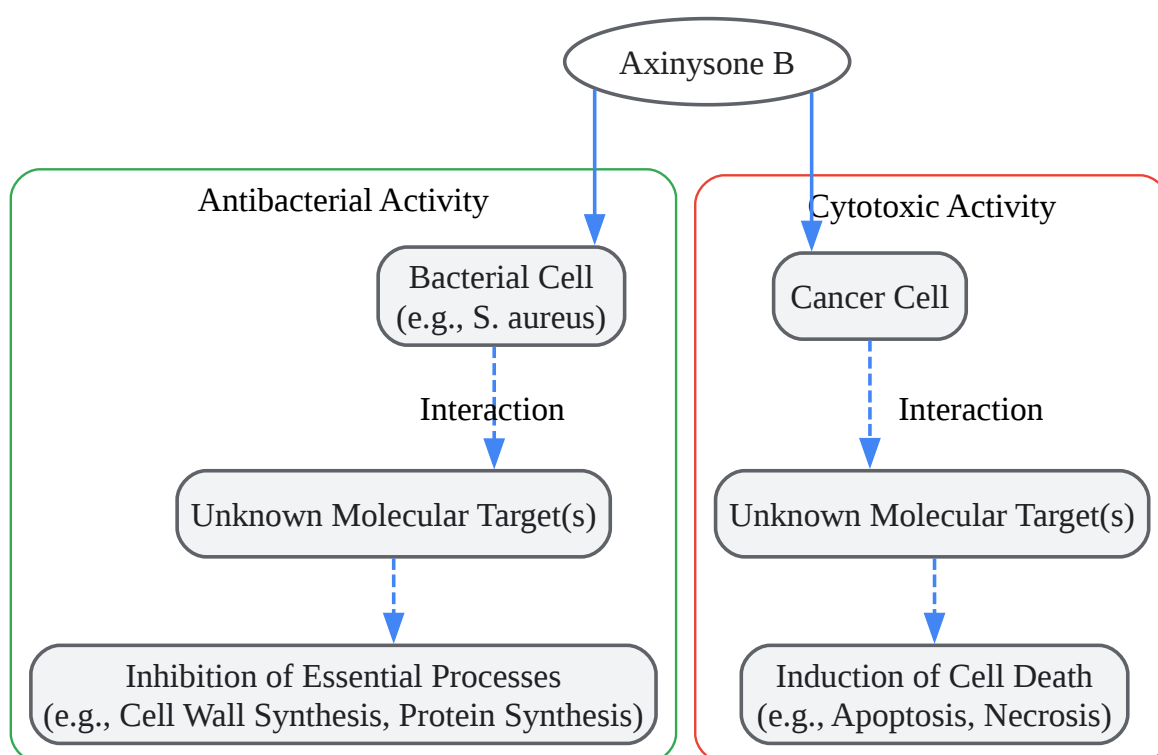 Axinysone B
Antibacterial Activity
Bacterial Cell
(e.g., S. aureus)
Interaction
Unknown Molecular Target(s)
Inhibition of Essential Processes
(e.g., Cell Wall Synthesis, Protein Synthesis)
Cytotoxic Activity
Cancer Cell
Interaction
Unknown Molecular Target(s)
Induction of Cell Death
(e.g., Apoptosis, Necrosis)